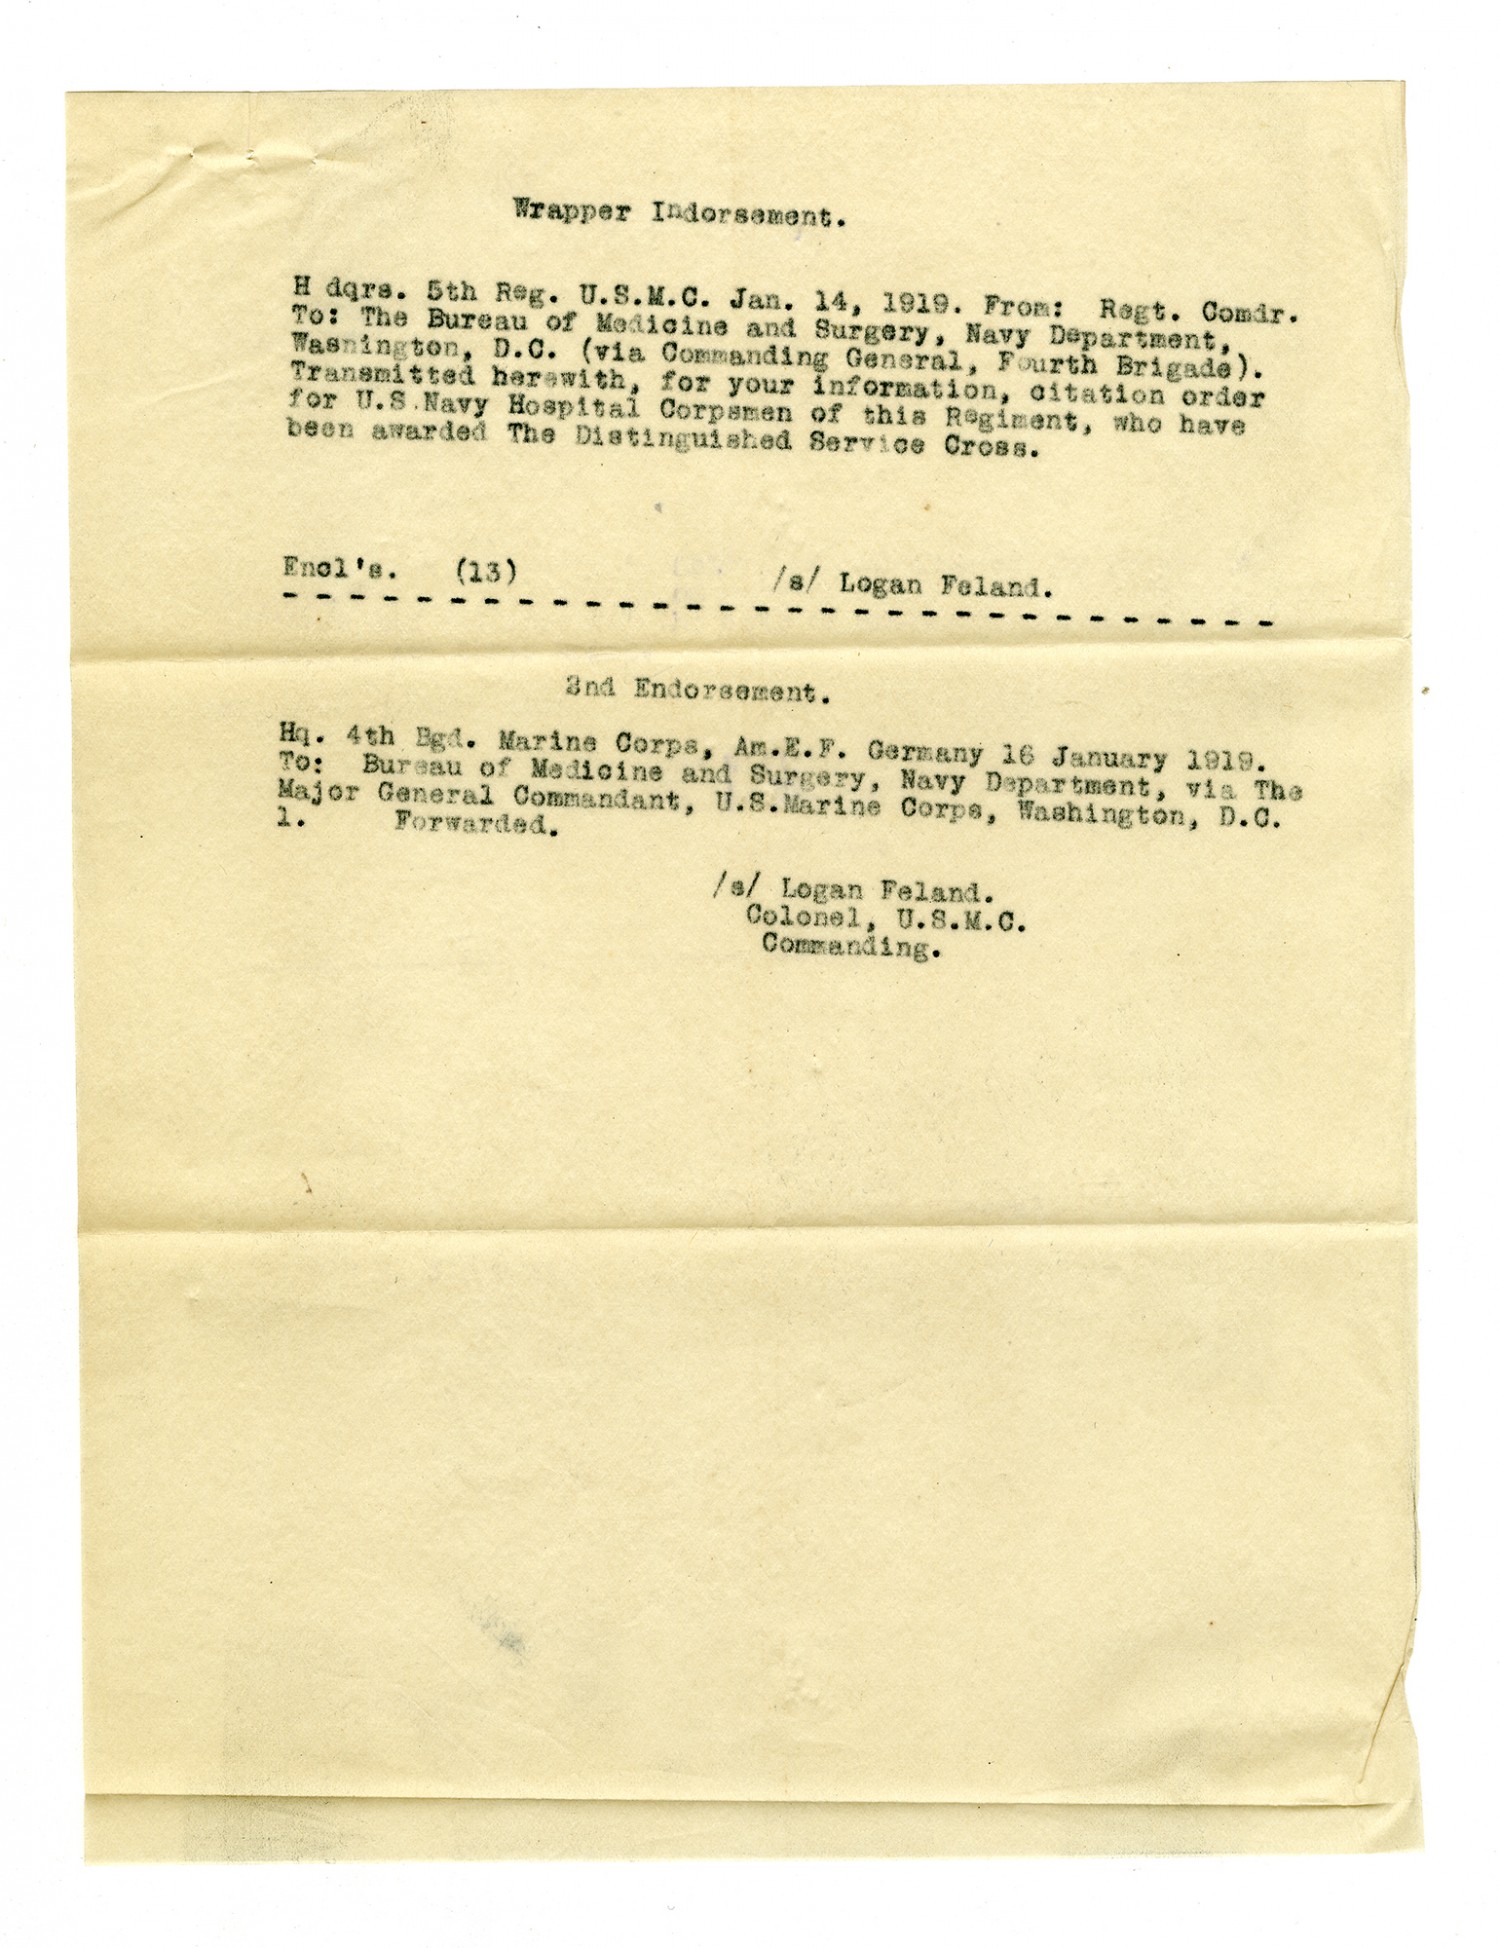 Wrapper Indorsement.
H dqrs. 5th Reg. U.S.M.C. Jan. 14, 1919. From: Regt. Comdr.
To: The Bureau of Medicine and Surgery, Navy Department,
Washington, D.C. (via Commanding General, Fourth Brigade).
Transmitted herewith, for your information, citation order
for U.S.Navy Hospital Corpsmen of this Regiment, who have
been awarded The Distinguished Service Cross.
Encl's. (13) /s/ Logan Feland.
- - - - - - - - - - - - - - - - - - - - - - - - - - - - - -
2nd Endorsement.
Hq. 4th Bgd. Marine Corps, Am.E.F. Germany 16 January 1919.
To: Bureau of Medicine and Surgery, Navy Department, via The
Major General Commandant, U.S.Marine Corps, Washington, D.C.
1. Forwarded.
/s/ Logan Feland.
Colonel, U.S.M.C.
Commanding.